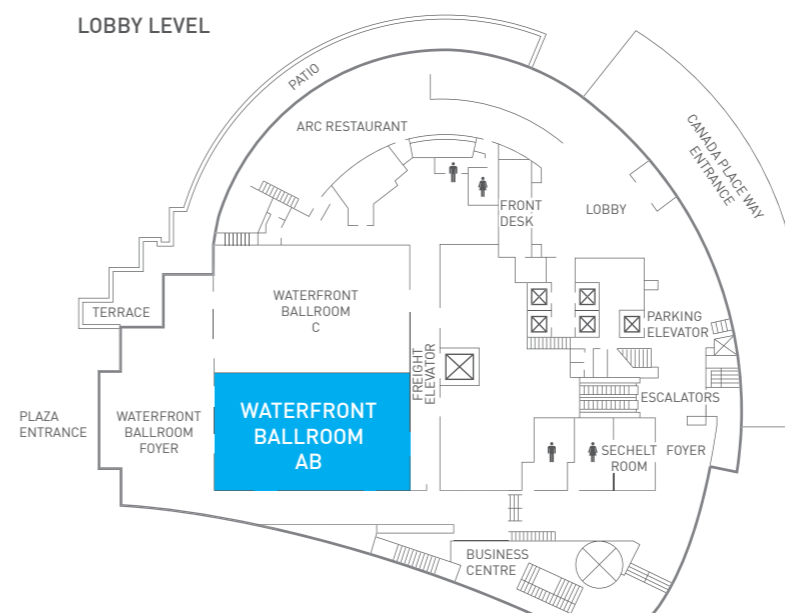 LOBBY LEVEL
PATIO
ARC RESTAURANT
CANADA PLACE WAY
ENTRANCE
FRONT
DESK
LOBBY
WATERFRONT
BALLROOM
C
TERRACE
PARKING
ELEVATOR
FREIGHT
ELEVATOR
ESCALATORS
PLAZA
ENTRANCE
WATERFRONT
BALLROOM
FOYER
WATERFRONT
BALLROOM
AB
SECHELT
ROOM
FOYER
BUSINESS
CENTRE